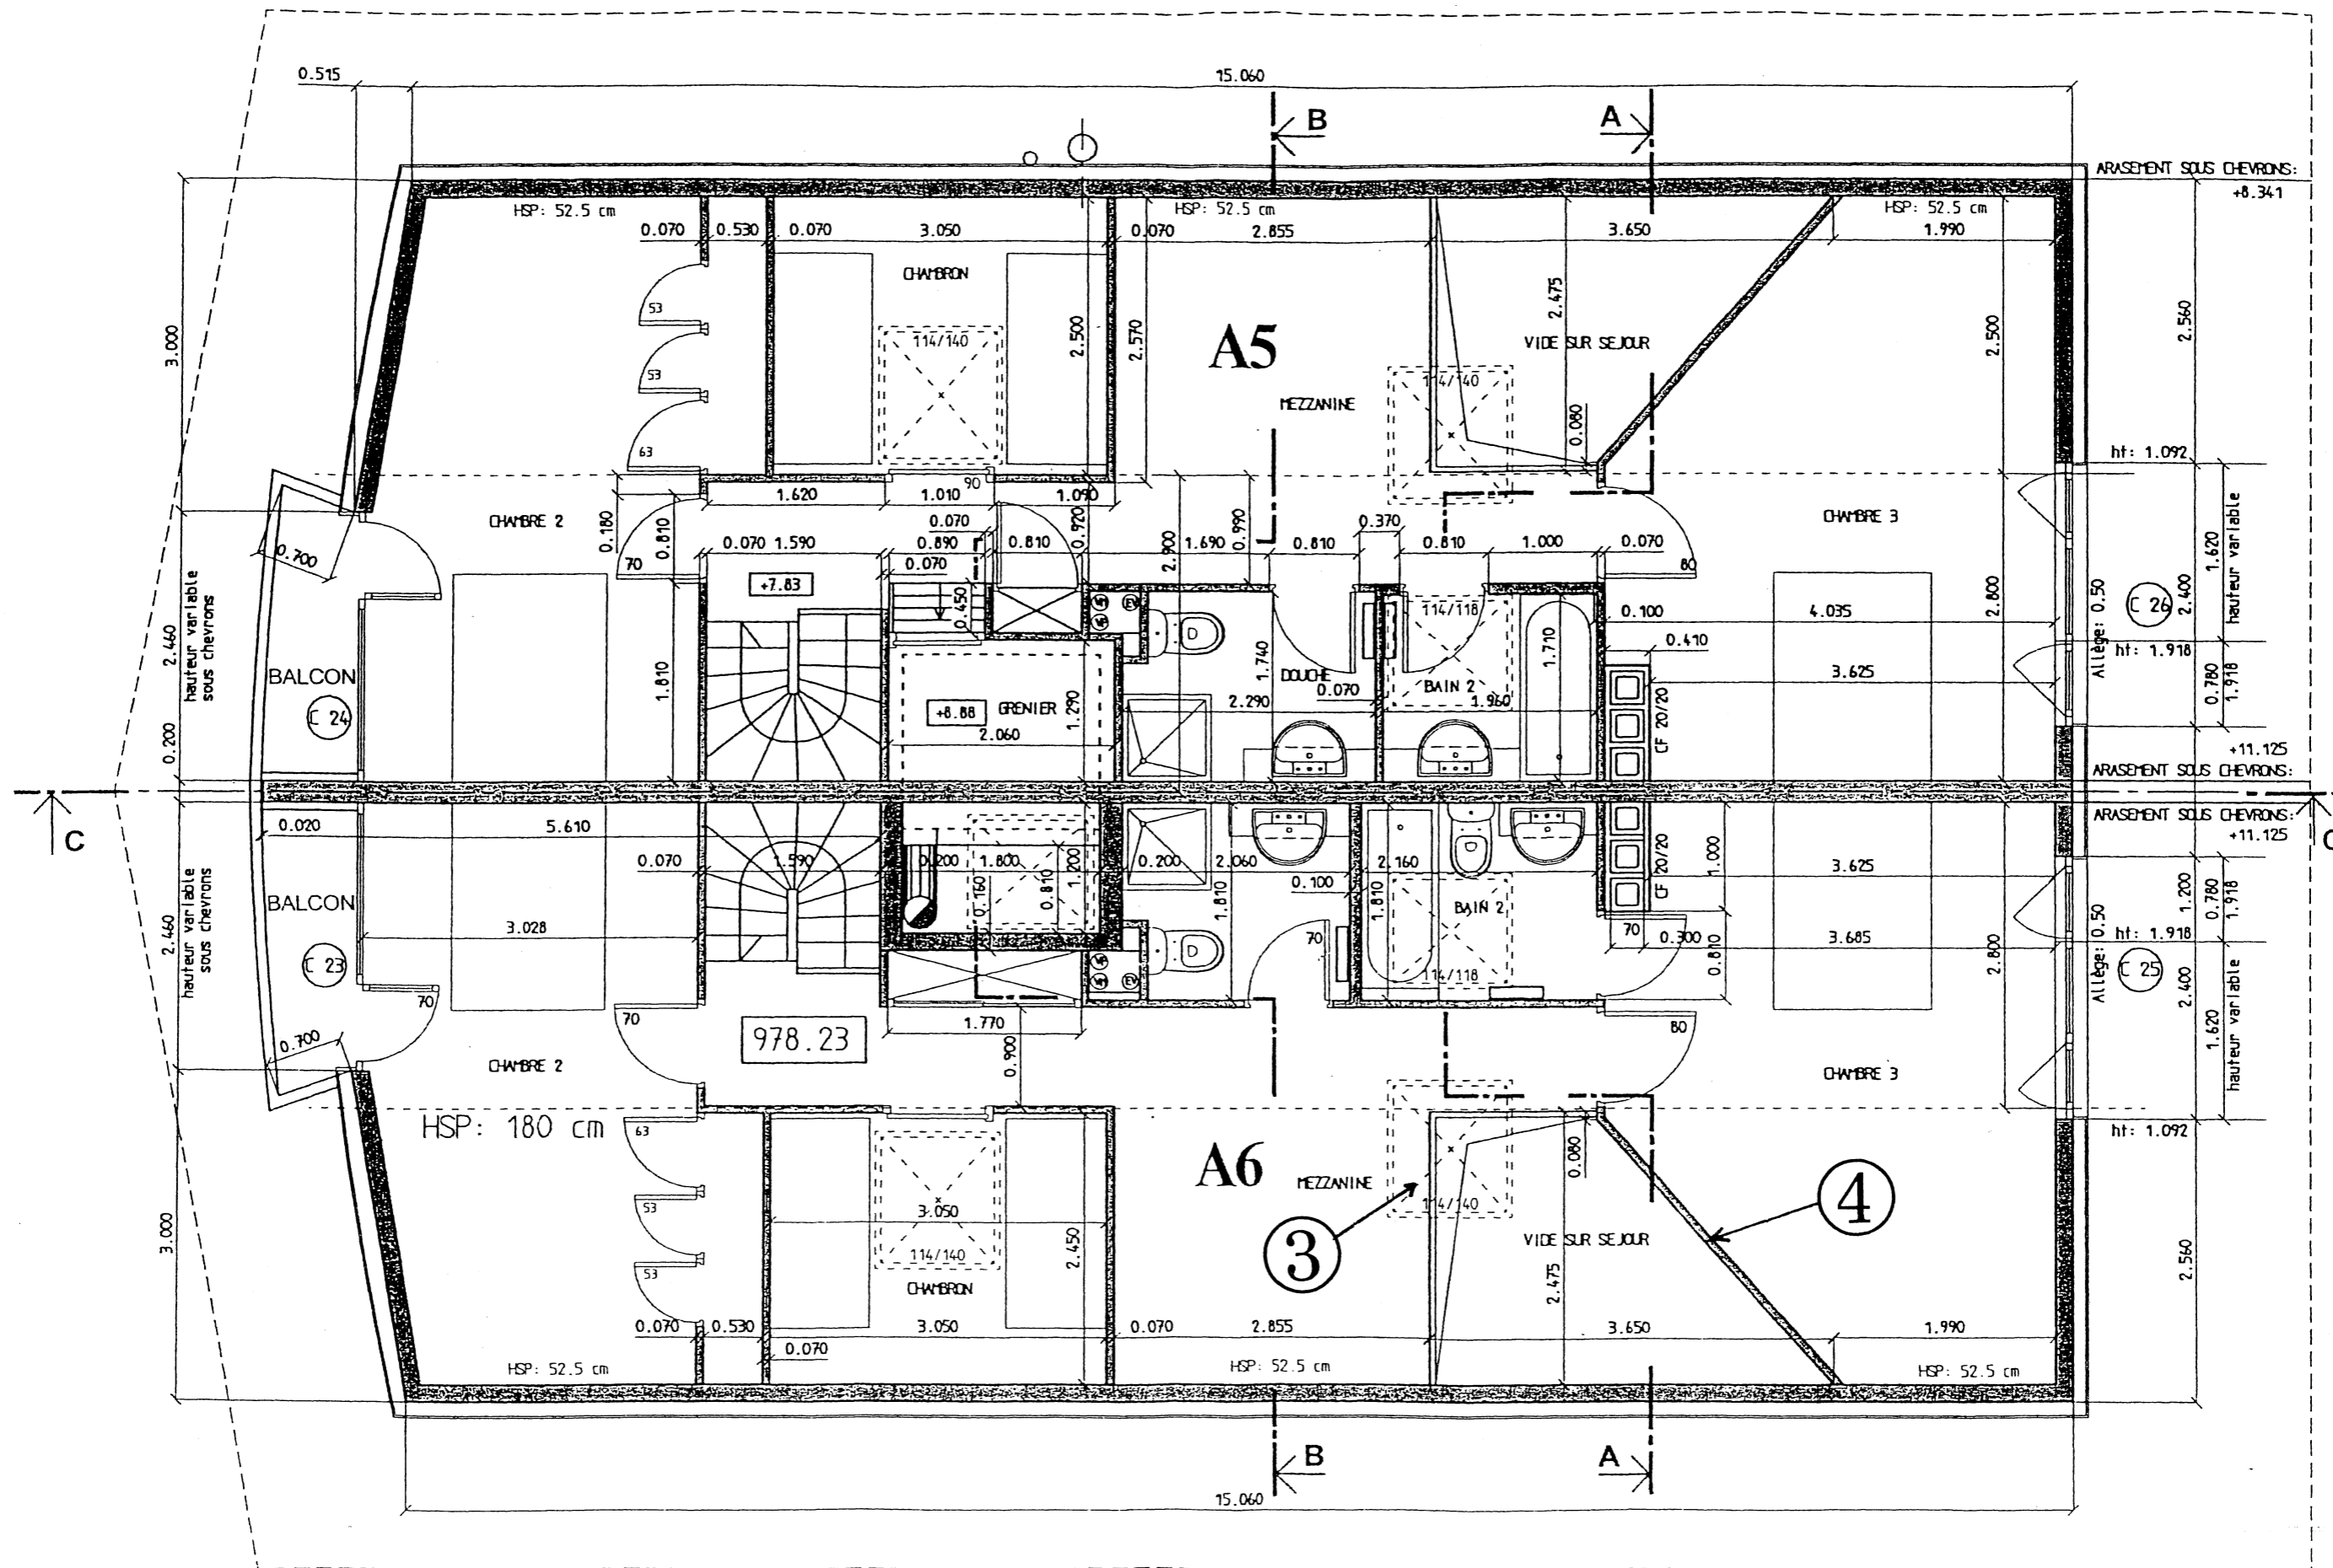 0.515
15.060
B
A
ARASEMENT SOUS CHEVRONS:
+8.341
HSP: 52.5 cm
HSP: 52.5 cm
HSP: 52.5 cm
0.070
0.530
0.070
3.050
0.070
2.855
3.650
1.990
CHAMBRON
3.000
53
114/140
2.500
2.570
A5
2.475
VIDE SUR SEJOUR
2.500
2.560
53
114/140
MEZZANINE
0.080
63
ht: 1.092
90
1.620
1.010
1.090
CHAMBRE 2
0.180
0.810
0.070
0.920
0.990
0.370
CHAMBRE 3
0.700
0.070
1.590
0.890
0.810
2.900
1.690
0.810
0.810
1.000
0.070
1.620
hauteur variable
70
0.070
80
+7.83
0.450
EV
114/118
0.100
4.035
2.800
Allège: 0.50
C 26
2.400
hauteur variable
sous chevrons
2.460
0.410
1.740
1.710
ht: 1.918
BALCON
1.810
DOUCHE
3.625
C 24
+8.88
GRENIER
1.290
0.070
BAIN 2
0.780
1.918
2.290
1.960
CF 20/20
0.200
2.060
+11.125
ARASEMENT SOUS CHEVRONS:
C
C
ARASEMENT SOUS CHEVRONS:
0.020
5.610
+11.125
0.070
1.590
0.200
1.800
1.200
0.200
2.060
2.160
CF 20/20
1.000
3.625
1.200
0.780
1.918
0.160
0.810
1.810
0.100
1.810
BAIN 2
BALCON
2.460
hauteur variable
sous chevrons
3.028
70
70
0.300
3.685
ht: 1.918
C 23
114/118
0.810
2.800
Allège: 0.50
C 25
2.400
70
70
EV
1.770
80
0.700
978.23
0.900
1.620
hauteur variable
CHAMBRE 2
CHAMBRE 3
HSP: 180 cm
63
ht: 1.092
0.080
A6
MEZZANINE
4
53
3.050
114/140
3.000
VIDE SUR SEJOUR
3
114/140
2.450
2.475
2.560
53
CHAMBRON
0.070
0.530
3.050
0.070
2.855
3.650
1.990
0.070
HSP: 52.5 cm
HSP: 52.5 cm
HSP: 52.5 cm
B
A
15.060